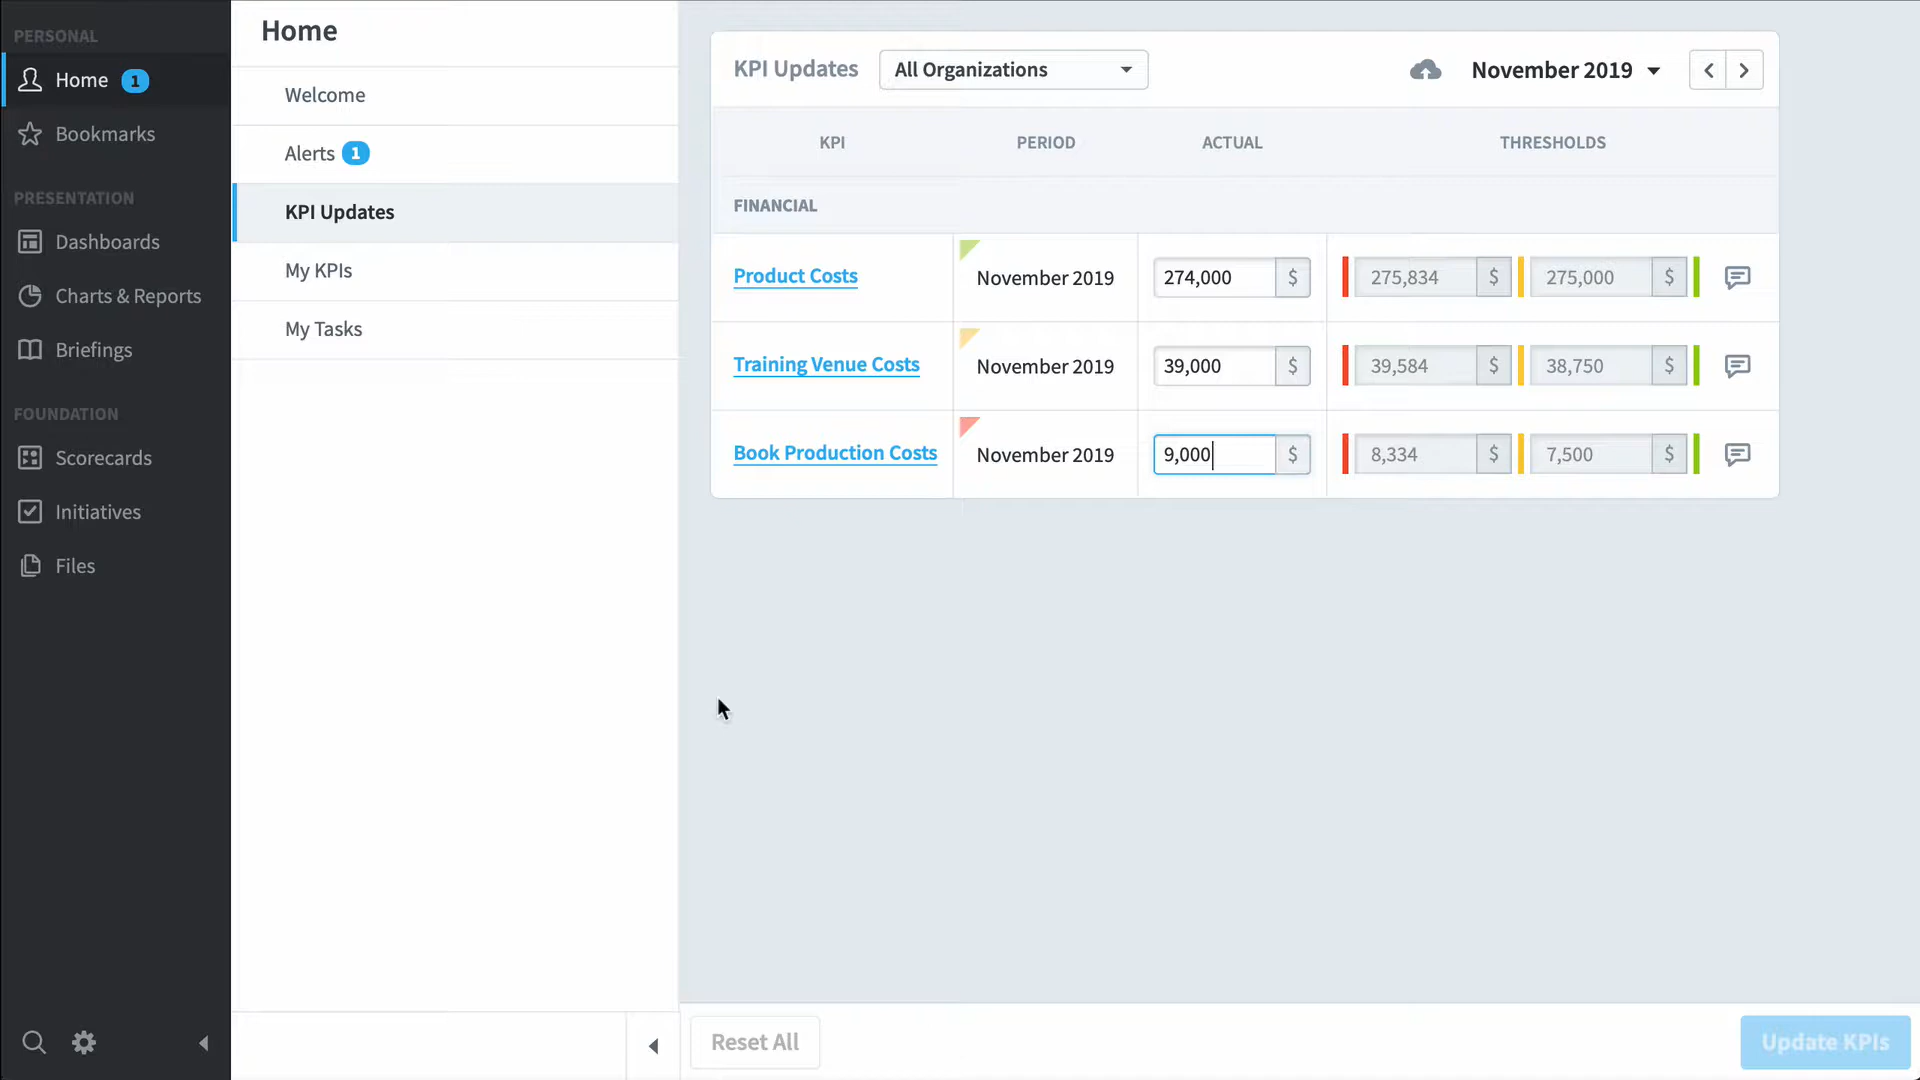 PERSONAL
Home 1
Bookmarks
PRESENTATION
Dashboards
Charts & Reports
Briefings
FOUNDATION
Scorecards
Initiatives
Files
Home
Welcome
Alerts 1
KPI Updates
My KPIs
My Tasks
KPI Updates All Organizations November 2019
KPI PERIOD ACTUAL THRESHOLDS
FINANCIAL
Product Costs November 2019 274,000 $ 275,834 $ 275,000 $
Training Venue Costs November 2019 39,000 $ 39,584 $ 38,750 $
Book Production Costs November 2019 9,000 $ 8,334 $ 7,500 $
Reset All Update KPIs